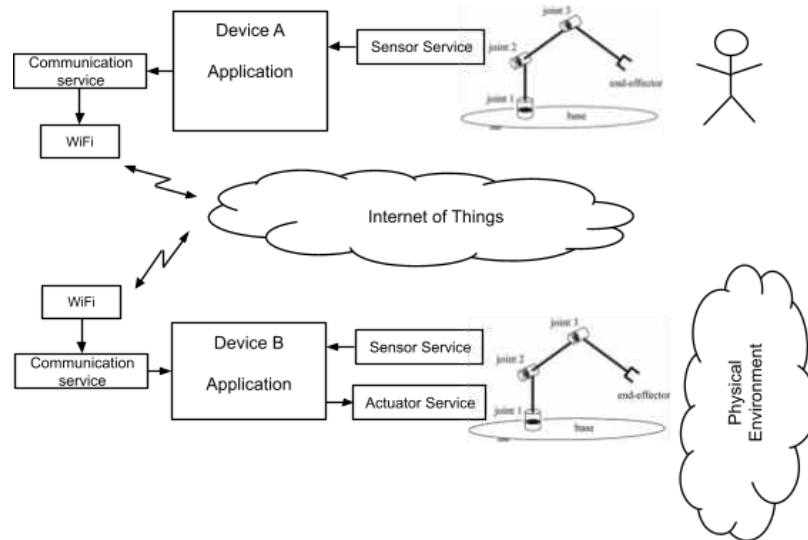 Device A
Application
Sensor Service
Communication
service
WiFi
joint 3
joint 2
joint 1
end-effector
base
Internet of Things
WiFi
Communication
service
Device B
Application
Sensor Service
Actuator Service
joint 3
joint 2
joint 1
end-effector
base
Physical
Environment